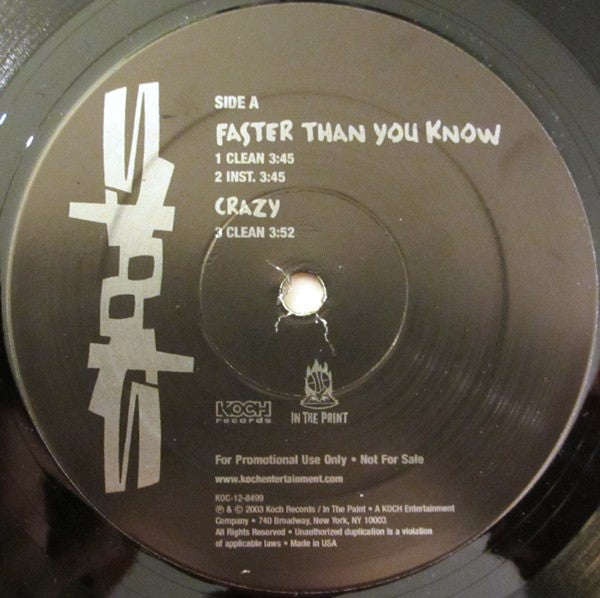 SPOOKS
SIDE A
FASTER THAN YOU KNOW
1 CLEAN 3:45
2 INST. 3:45
CRAZY
3 CLEAN 3:52
KOCH
records
IN THE PAINT
For Promotional Use Only • Not For Sale
www.kochentertainment.com
KOC-12-8499
℗ & © 2003 Koch Records / In The Paint • A KOCH Entertainment
Company • 740 Broadway, New York, NY 10003
All Rights Reserved • Unauthorized duplication is a violation
of applicable laws • Made in USA